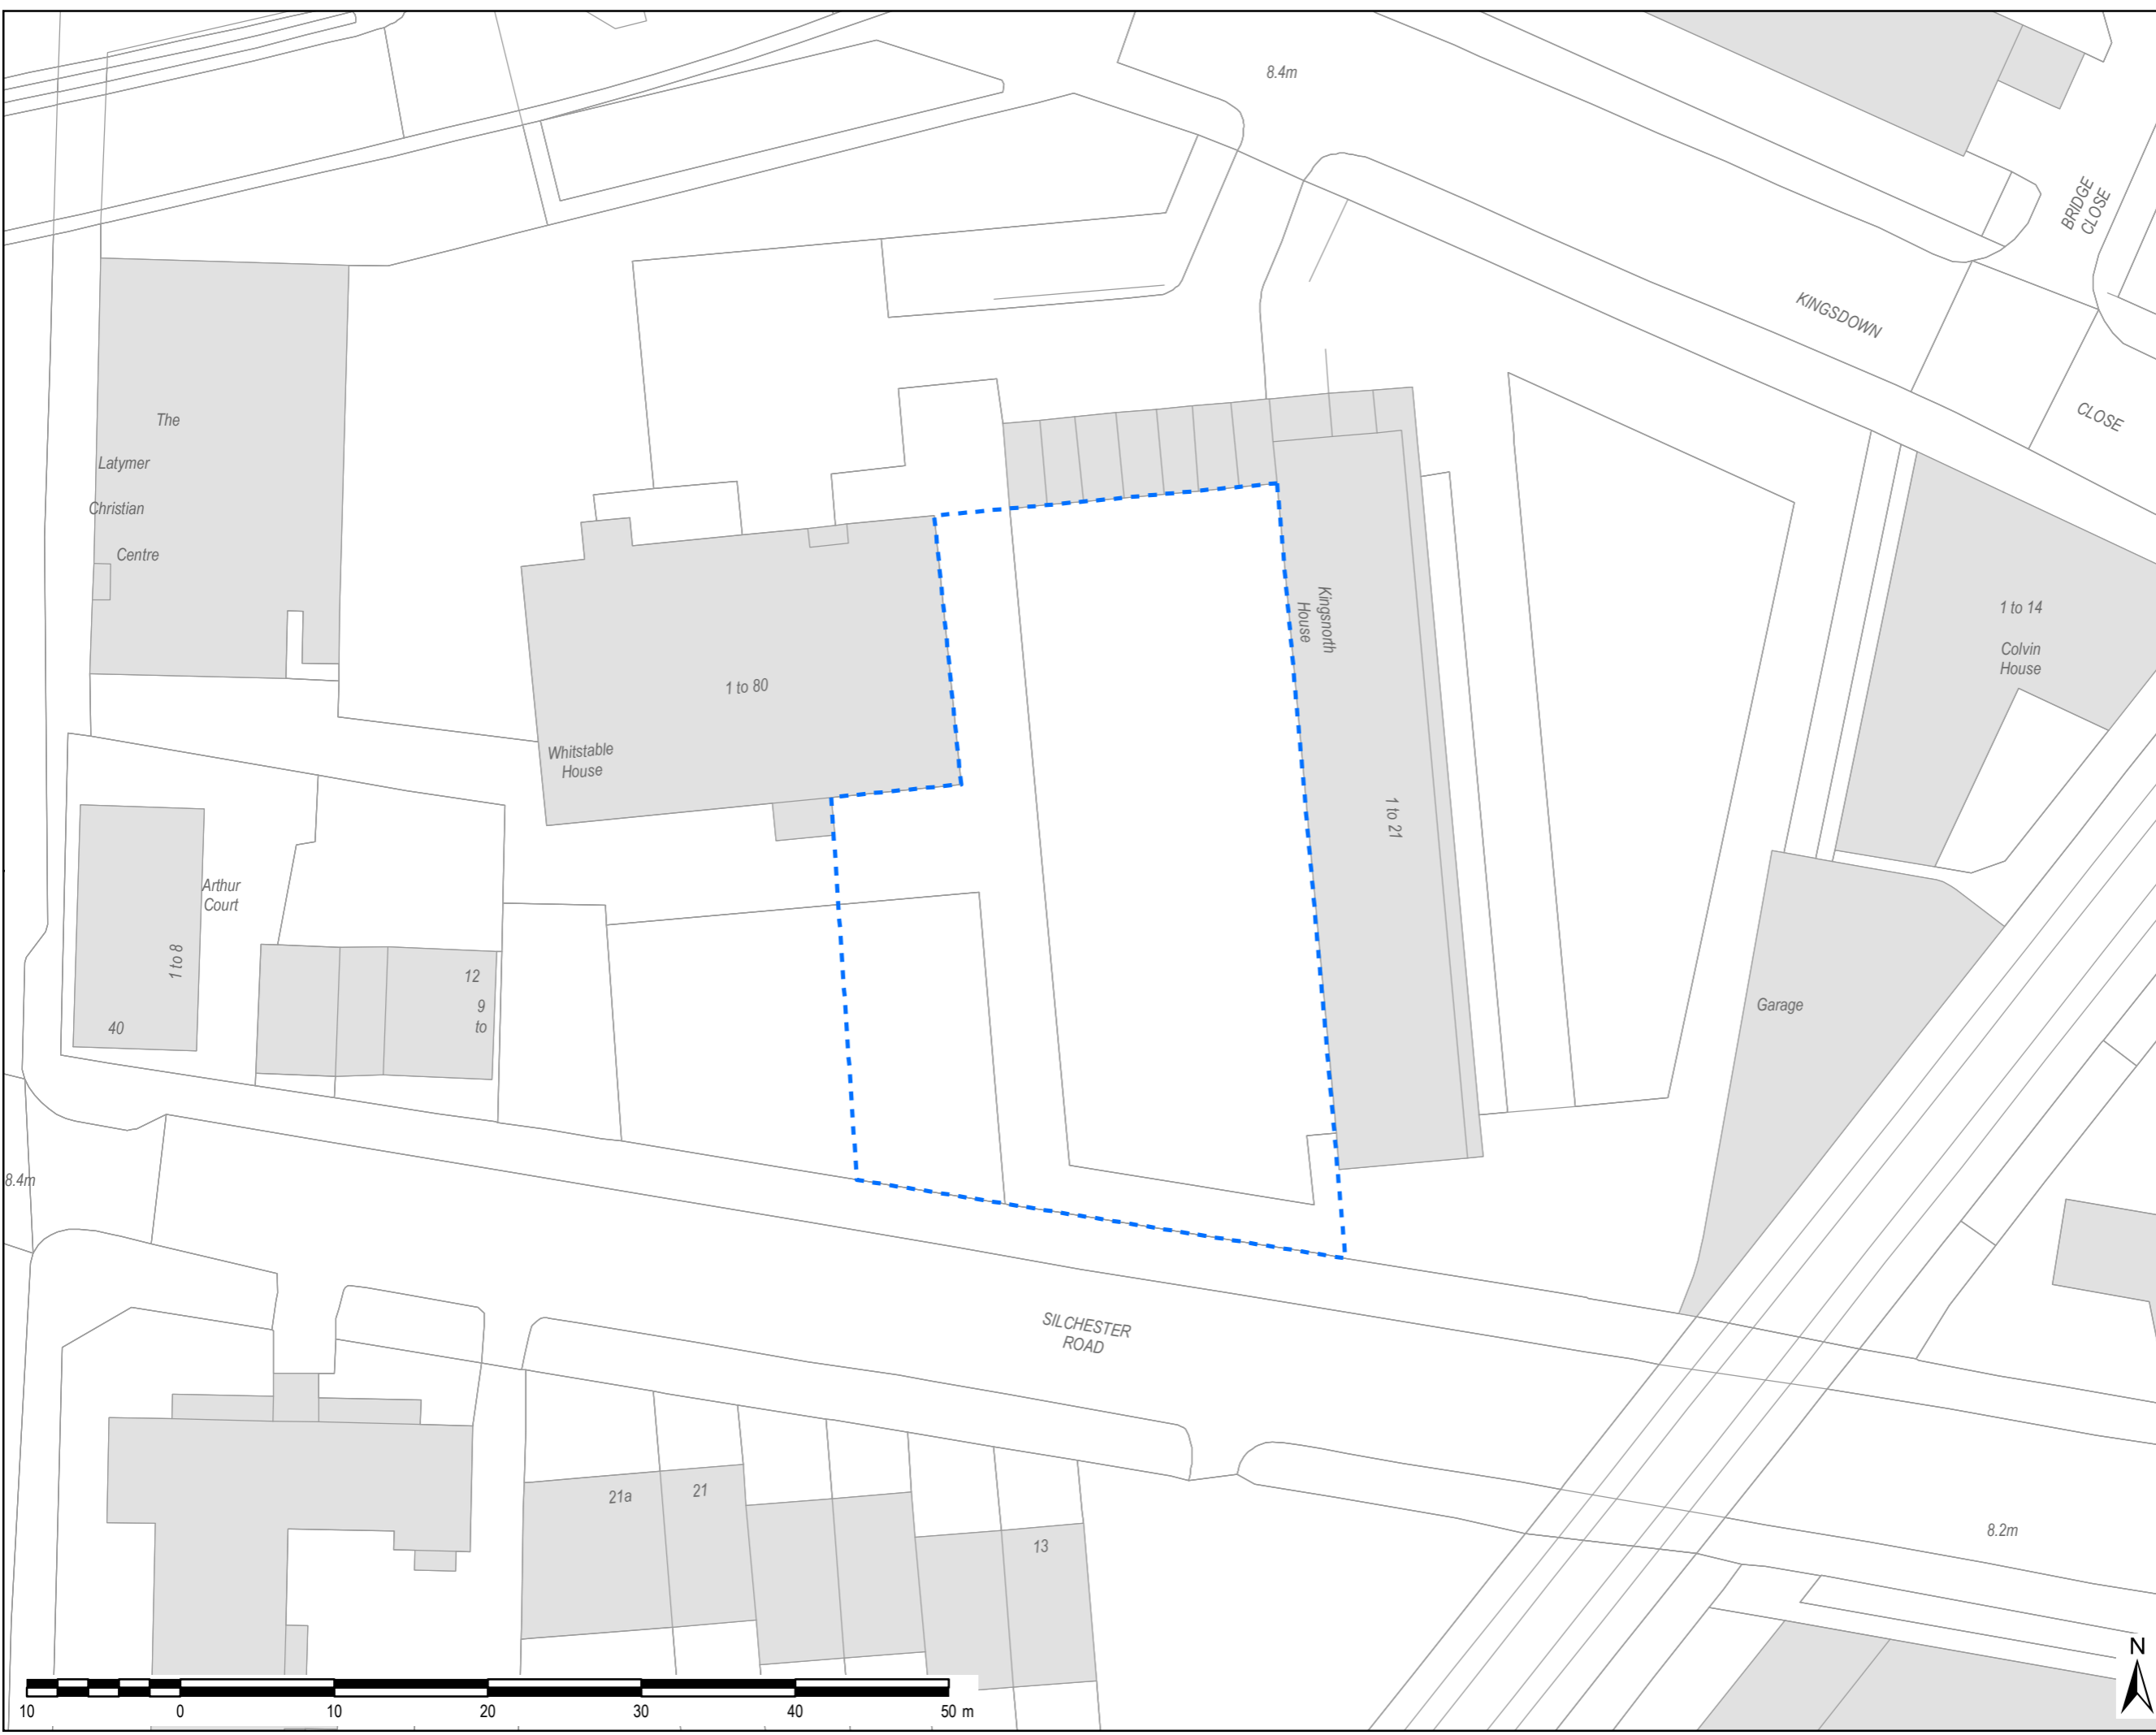 8.4m
BRIDGE
CLOSE
KINGSDOWN
CLOSE
The
Latymer
Christian
Centre
Kingsnorth
House
1 to 14
Colvin
House
1 to 80
Whitstable
House
1 to 21
Arthur
Court
1 to 8
40
12
9
to
Garage
8.4m
SILCHESTER
ROAD
21a
21
13
8.2m
N
10
0
10
20
30
40
50 m